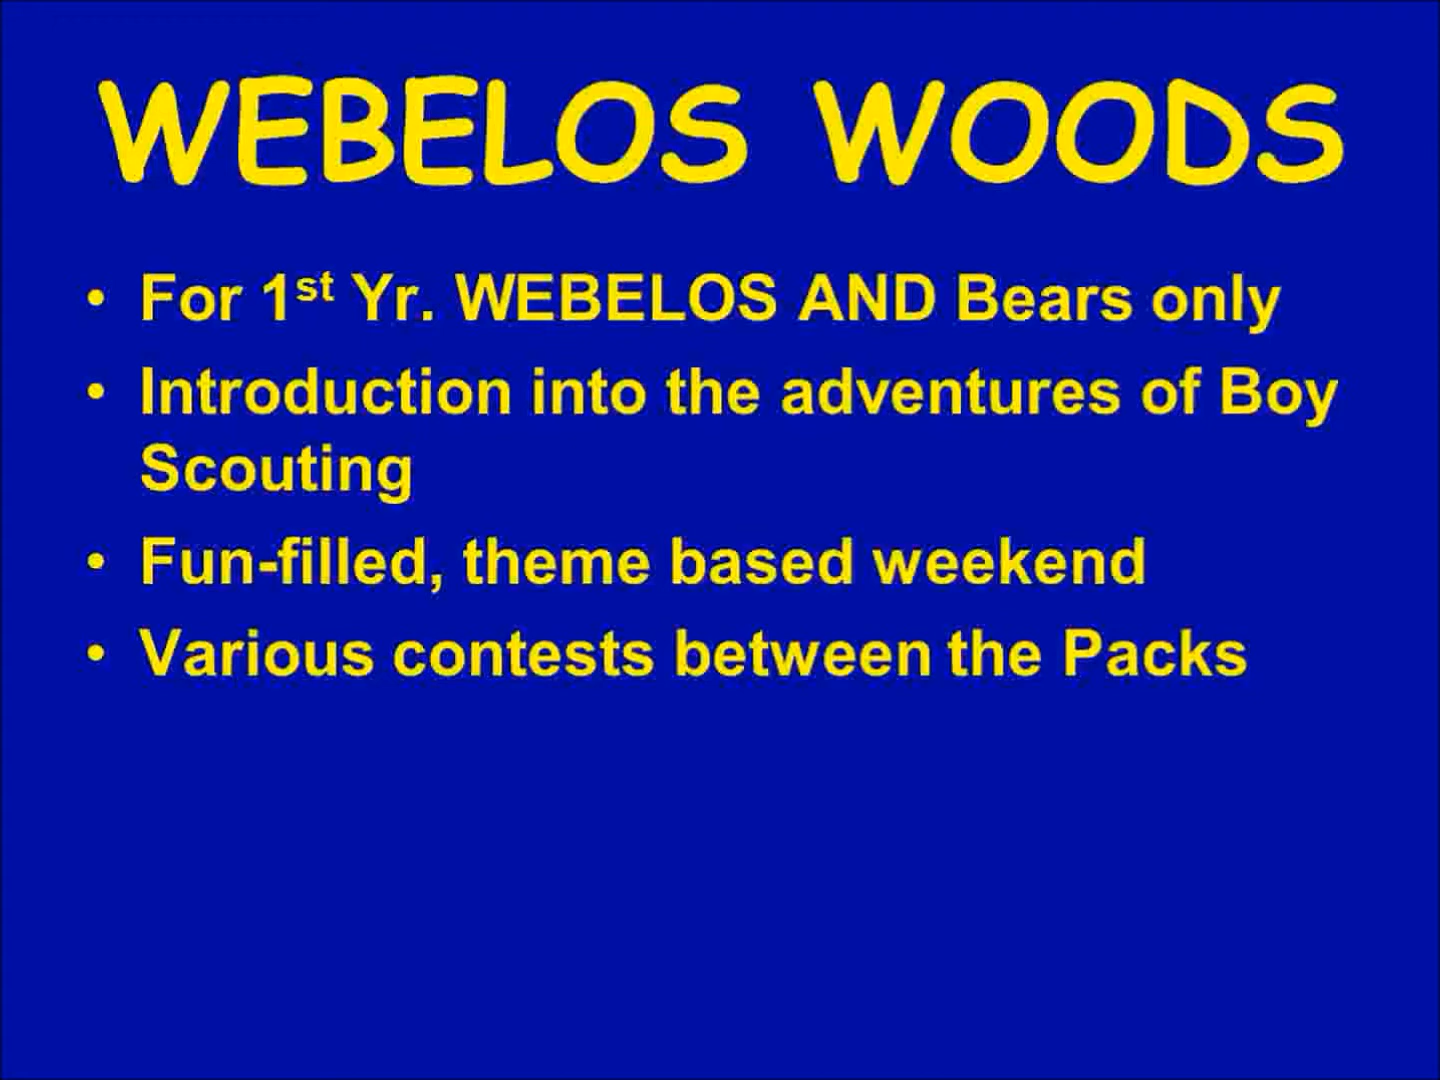 WEBELOS WOODS
• For 1st Yr. WEBELOS AND Bears only
• Introduction into the adventures of Boy
Scouting
• Fun-filled, theme based weekend
• Various contests between the Packs